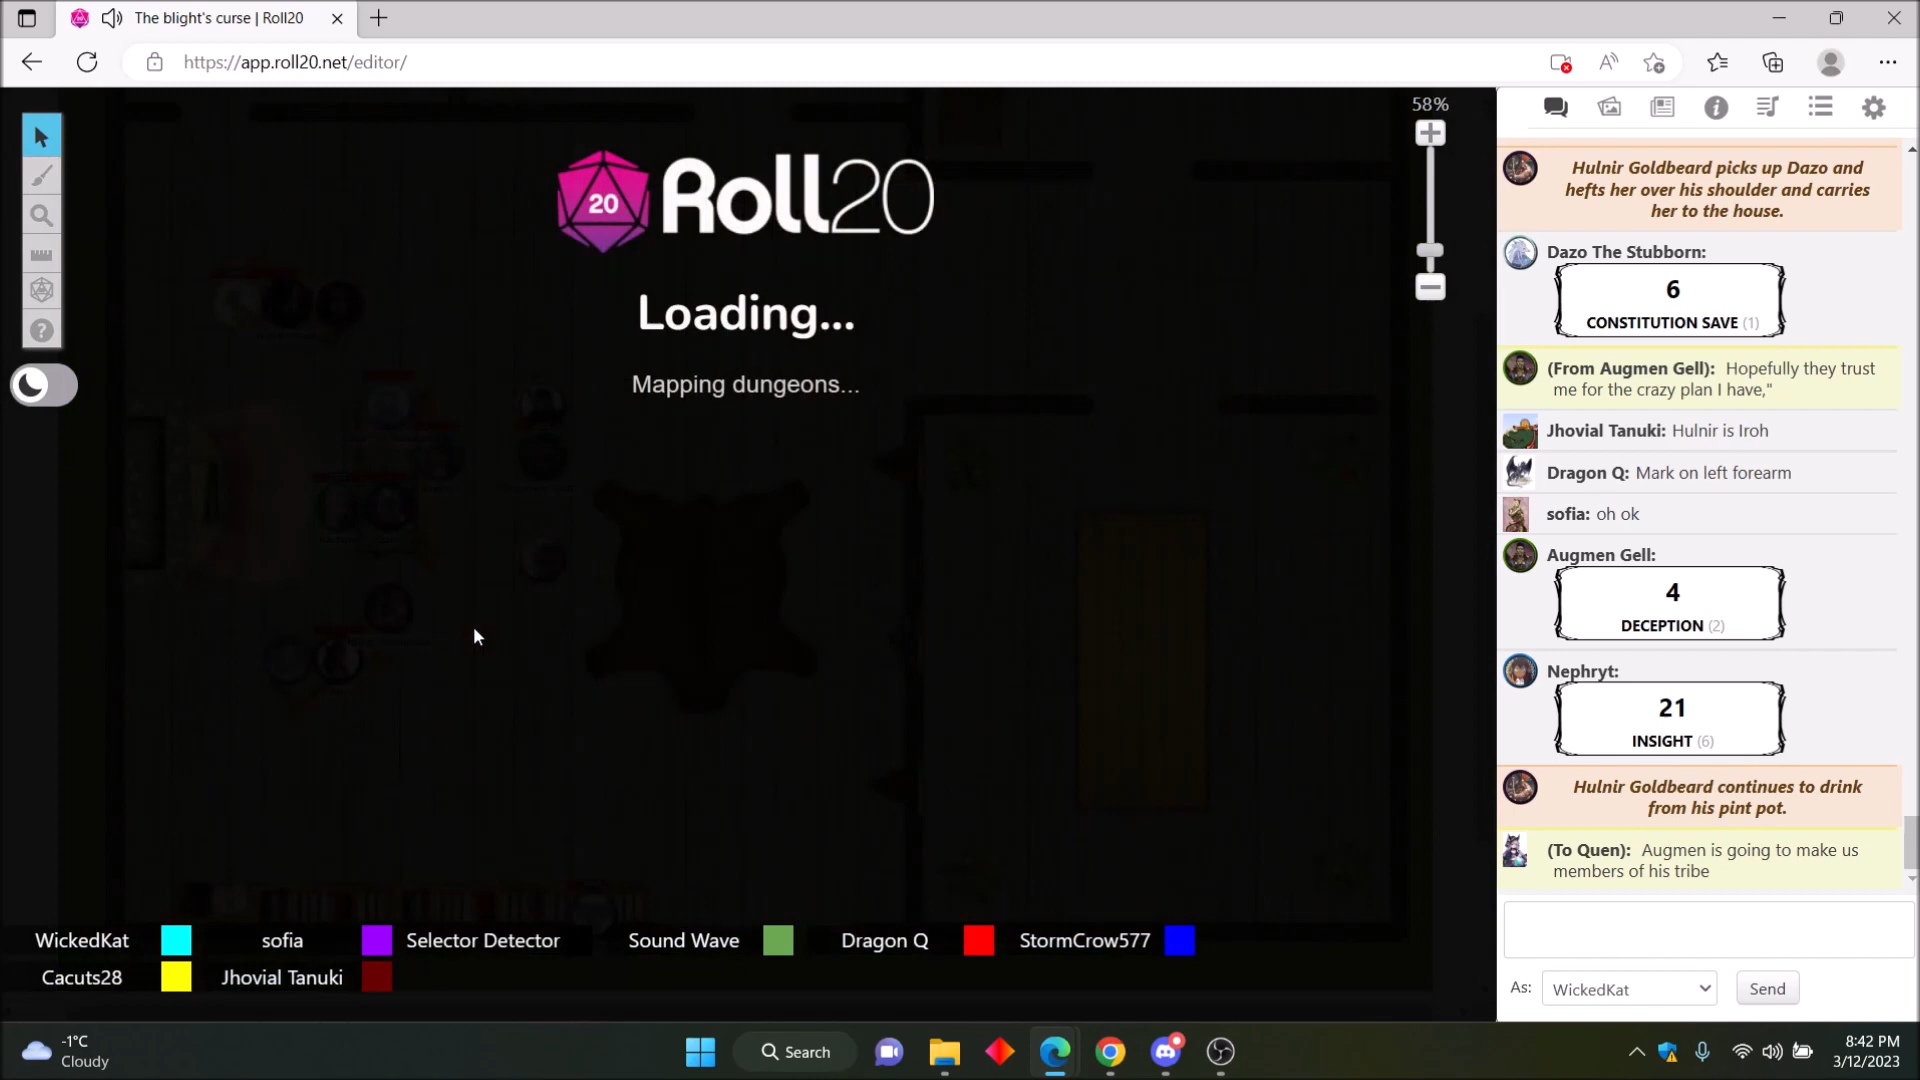 The blight's curse | Roll20
https://app.roll20.net/editor/
58%
20 Roll20
Loading...
Mapping dungeons...
Hulnir Goldbeard picks up Dazo and
hefts her over his shoulder and carries
her to the house.
Dazo The Stubborn:
6
CONSTITUTION SAVE (1)
(From Augmen Gell): Hopefully they trust
me for the crazy plan I have,"
Jhovial Tanuki: Hulnir is Iroh
Dragon Q: Mark on left forearm
sofia: oh ok
Augmen Gell:
4
DECEPTION (2)
Nephryt:
21
INSIGHT (6)
Hulnir Goldbeard continues to drink
from his pint pot.
(To Quen): Augmen is going to make us
members of his tribe
WickedKat sofia Selector Detector Sound Wave Dragon Q StormCrow577
Cacuts28 Jhovial Tanuki
As: WickedKat Send
-1°C
Cloudy
Search
8:42 PM
3/12/2023